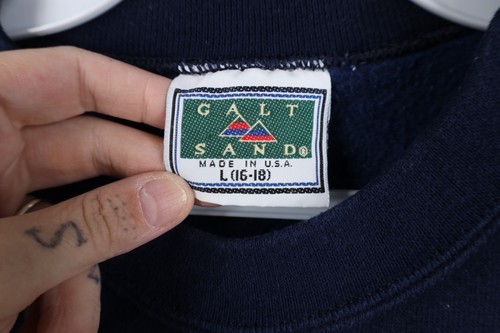 GALT
SAND®
MADE IN U.S.A.
L (16-18)